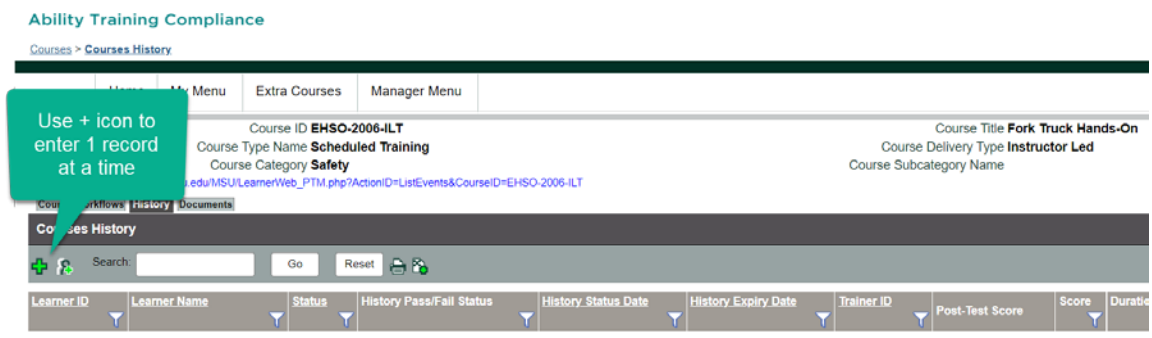 Ability Training Compliance
Courses > Courses History
My Menu Extra Courses Manager Menu
Use + icon to
enter 1 record
at a time
Course ID EHSO-2006-ILT Course Title Fork Truck Hands-On
Course Type Name Scheduled Training Course Delivery Type Instructor Led
Course Category Safety Course Subcategory Name
.edu/MSU/LearnerWeb_PTM.php?ActionID=ListEvents&CourseID=EHSO-2006-ILT
History Documents
Courses History
Search: Go Reset
Learner ID Learner Name Status History Pass/Fail Status History Status Date History Expiry Date Trainer ID Post-Test Score Score